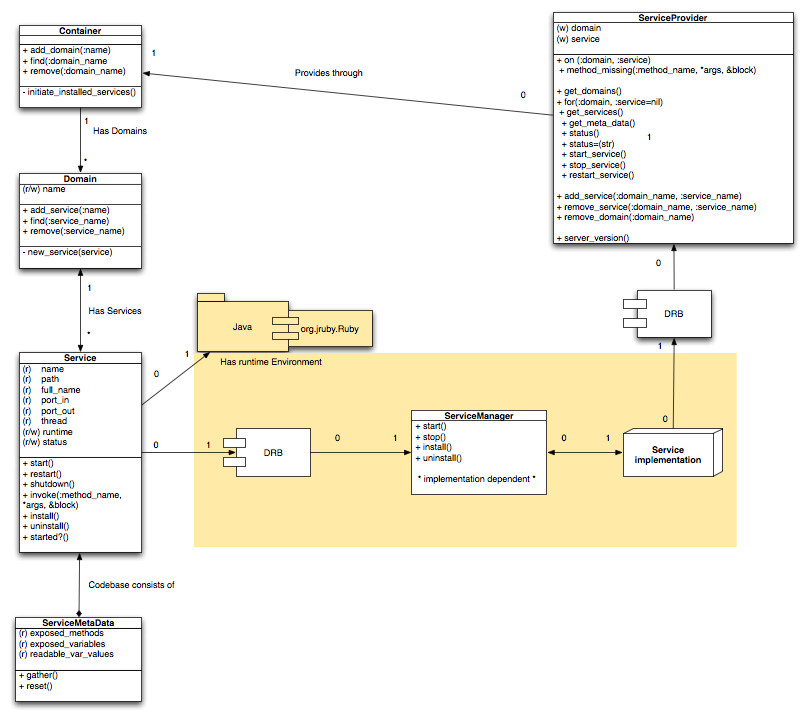 Container
+ add_domain(:name)
+ find(:domain_name
+ remove(:domain_name)
- initiate_installed_services()
1
Provides through
0
ServiceProvider
(w) domain
(w) service
+ on (:domain, :service)
+ method_missing(:method_name, *args, &block)
+ get_domains()
+ for(:domain, :service=nil)
+ get_services()
+ get_meta_data()
+ status()
+ status=(str)
+ start_service()
+ stop_service()
+ restart_service()
1
+ add_service(:domain_name, :service_name)
+ remove_service(:domain_name, :service_name)
+ remove_domain(:domain_name)
+ server_version()
1
Has Domains
*
Domain
(r/w) name
+ add_service(:name)
+ find(:service_name)
+ remove(:service_name)
- new_service(service)
1
Has Services
*
0
DRB
1
0
Java
org.jruby.Ruby
1
Has runtime Environment
0
Service
(r) name
(r) path
(r) full_name
(r) port_in
(r) port_out
(r) thread
(r/w) runtime
(r/w) status
+ start()
+ restart()
+ shutdown()
+ invoke(:method_name,
*args, &block)
+ install()
+ uninstall()
+ started?()
0
1
DRB
0
1
ServiceManager
+ start()
+ stop()
+ install()
+ uninstall()
* implementation dependent *
0
1
Service
implementation
Codebase consists of
ServiceMetaData
(r) exposed_methods
(r) exposed_variables
(r) readable_var_values
+ gather()
+ reset()